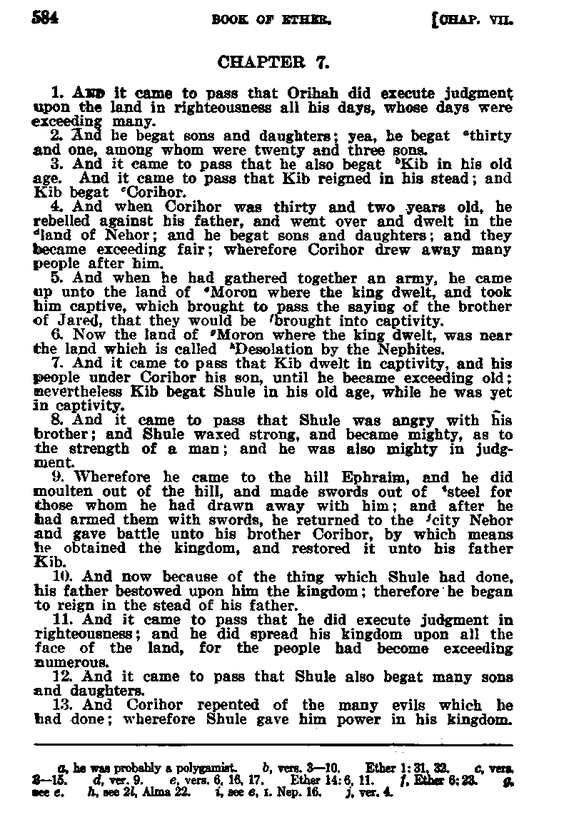 584 BOOK OF ETHER. [CHAP. VII.
CHAPTER 7.
1. AND it came to pass that Orihah did execute judgment
upon the land in righteousness all his days, whose days were
exceeding many.
2. And he begat sons and daughters; yea, he begat ᵃthirty
and one, among whom were twenty and three sons.
3. And it came to pass that he also begat ᵇKib in his old
age. And it came to pass that Kib reigned in his stead; and
Kib begat ᶜCorihor.
4. And when Corihor was thirty and two years old, he
rebelled against his father, and went over and dwelt in the
ᵈland of Nehor; and he begat sons and daughters; and they
became exceeding fair; wherefore Corihor drew away many
people after him.
5. And when he had gathered together an army, he came
up unto the land of ᵉMoron where the king dwelt, and took
him captive, which brought to pass the saying of the brother
of Jared, that they would be ᶠbrought into captivity.
6. Now the land of ᵍMoron where the king dwelt, was near
the land which is called ʰDesolation by the Nephites.
7. And it came to pass that Kib dwelt in captivity, and his
people under Corihor his son, until he became exceeding old;
nevertheless Kib begat Shule in his old age, while he was yet
in captivity.
8. And it came to pass that Shule was angry with his
brother; and Shule waxed strong, and became mighty, as to
the strength of a man; and he was also mighty in judg-
ment.
9. Wherefore he came to the hill Ephraim, and he did
moulten out of the hill, and made swords out of ⁱsteel for
those whom he had drawn away with him; and after he
had armed them with swords, he returned to the ʲcity Nehor
and gave battle unto his brother Corihor, by which means
he obtained the kingdom, and restored it unto his father
Kib.
10. And now because of the thing which Shule had done,
his father bestowed upon him the kingdom; therefore he began
to reign in the stead of his father.
11. And it came to pass that he did execute judgment in
righteousness; and he did spread his kingdom upon all the
face of the land, for the people had become exceeding
numerous.
12. And it came to pass that Shule also begat many sons
and daughters.
13. And Corihor repented of the many evils which he
had done; wherefore Shule gave him power in his kingdom.
a, he was probably a polygamist. b, vers. 3—10. Ether 1: 31, 32. c, vers.
3—15. d, ver. 9. e, vers. 6, 16, 17. Ether 14: 6, 11. f, Ether 6: 23. g,
see e. h, see 2l, Alma 22. i, see e, I. Nep. 16. j, ver. 4.